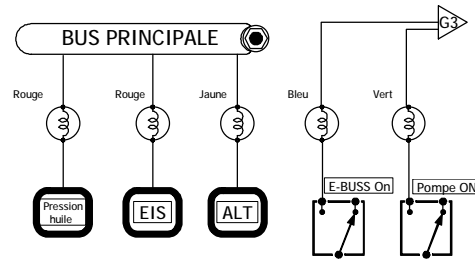 BUS PRINCIPALE
G3
Rouge
Rouge
Jaune
Bleu
Vert
Pression
huile
EIS
ALT
E-BUSS On
Pompe ON